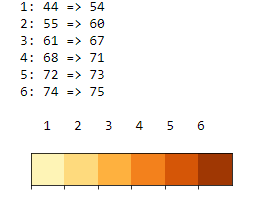 1: 44 => 54
2: 55 => 60
3: 61 => 67
4: 68 => 71
5: 72 => 73
6: 74 => 75
1 2 3 4 5 6